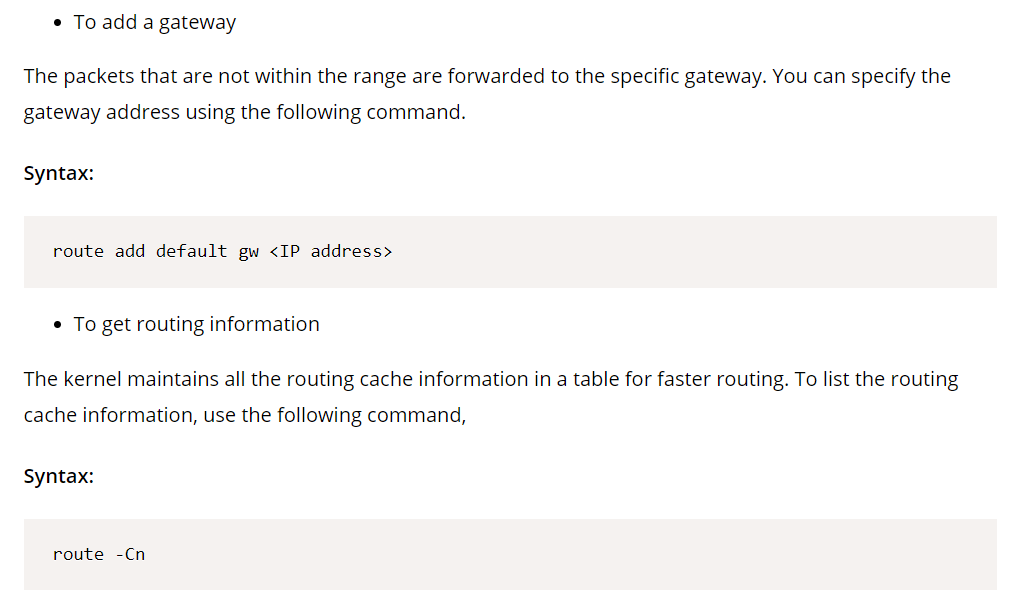 • To add a gateway
The packets that are not within the range are forwarded to the specific gateway. You can specify the
gateway address using the following command.
Syntax:
route add default gw <IP address>
• To get routing information
The kernel maintains all the routing cache information in a table for faster routing. To list the routing
cache information, use the following command,
Syntax:
route -Cn